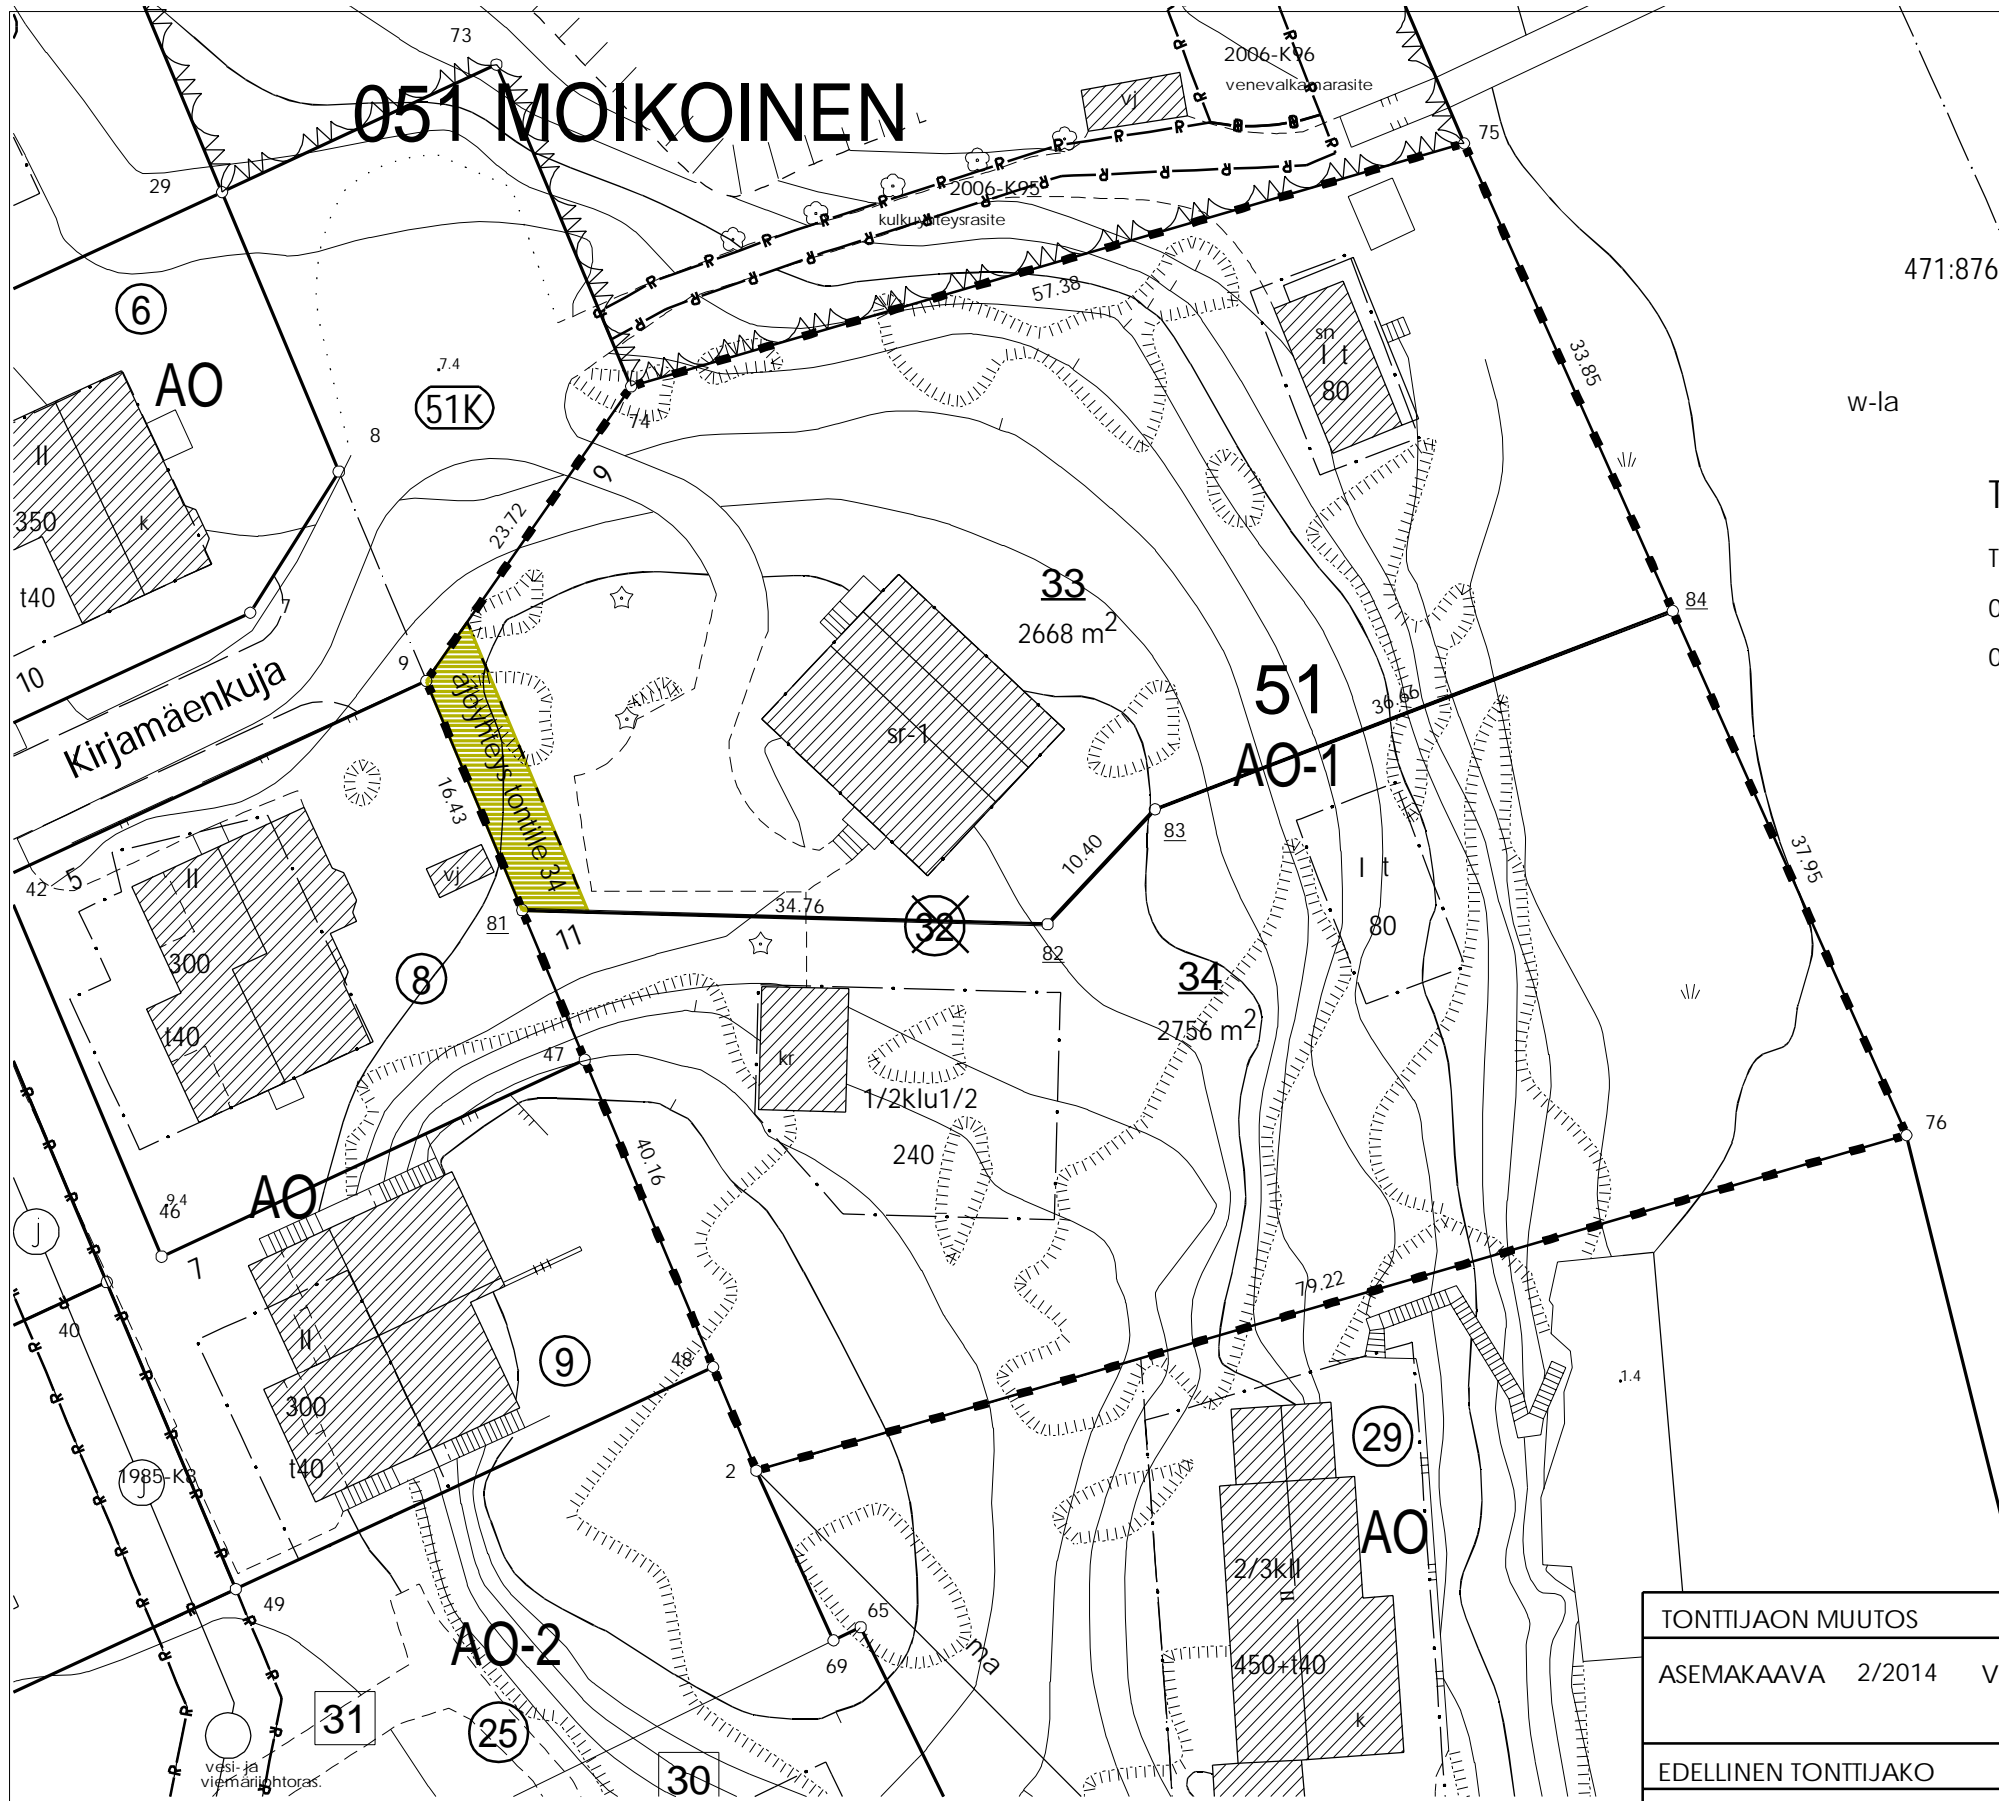 73
051 MOIKOINEN
2006-K96
venevalkamarasite
vj
75
29
2006-K95
kulkuyhteysrasite
471:876
57.38
6
AO
7.4
51K
74
8
sn
I t
80
33.85
w-la
II
350
k
t40
9
23.72
T
T
0
0
7
10
Kirjamäenkuja
9
33
2668 m2
84
51
AO-1
36.66
sr-1
ajoyhteys tontille 34
16.43
10.40
83
37.95
42
5
II
vj
I t
80
34.76
32
81
11
82
300
8
t40
34
2756 m2
47
kr
1/2klu1/2
240
40.16
76
AO
9.4
46
7
j
79.22
40
II
9
48
300
t40
1.4
1985-K8
j
2
29
AO
2/3kII
II
49
65
69
ma
AO-2
450+t40
k
31
25
30
vesi- ja
viemärijohtoras.
TONTTIJAON MUUTOS
ASEMAKAAVA 2/2014 V
EDELLINEN TONTTIJAKO